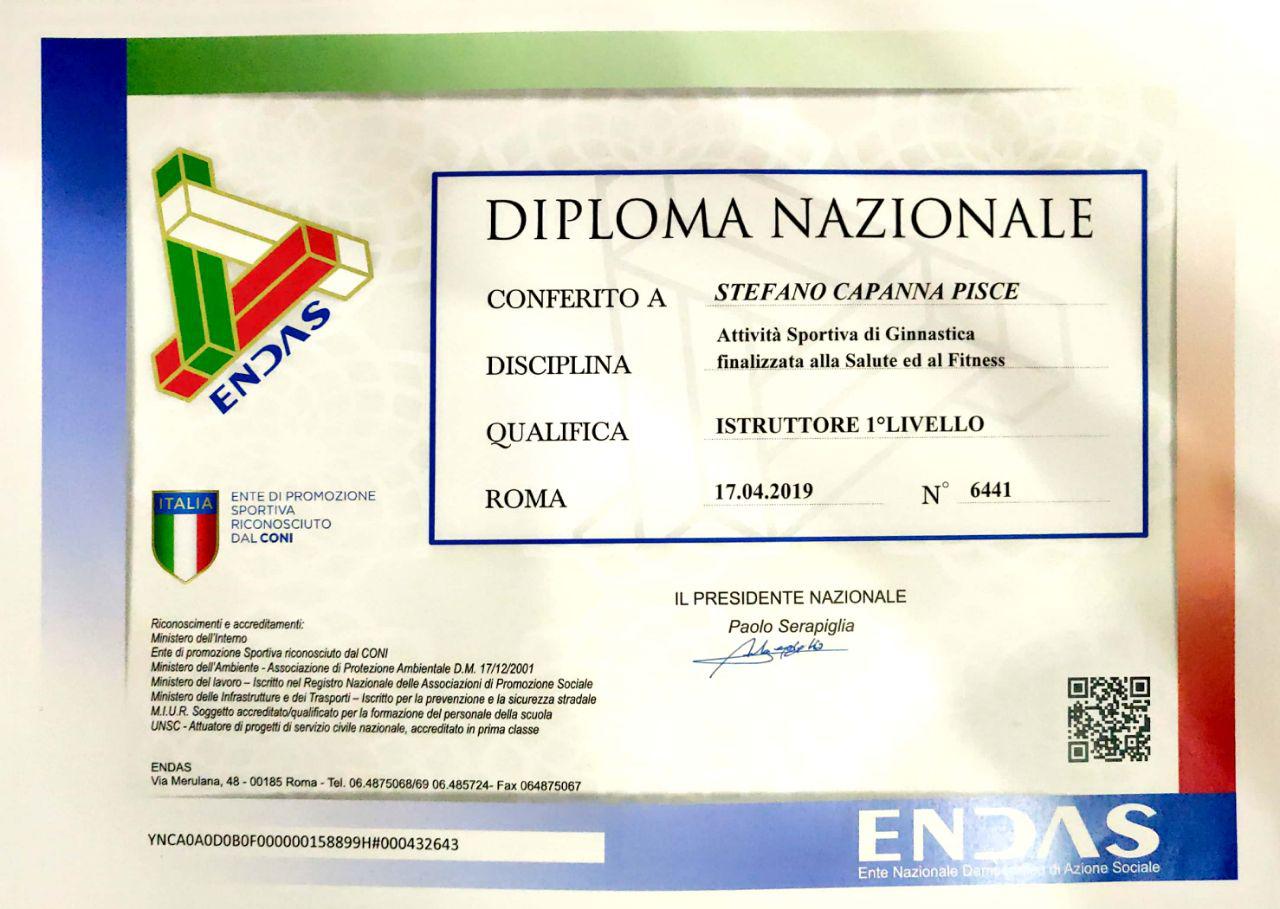 DIPLOMA NAZIONALE
CONFERITO A STEFANO CAPANNA PISCE
DISCIPLINA Attività Sportiva di Ginnastica
finalizzata alla Salute ed al Fitness
QUALIFICA ISTRUTTORE 1°LIVELLO
ROMA 17.04.2019 N° 6441
ENDAS
ITALIA
ENTE DI PROMOZIONE
SPORTIVA
RICONOSCIUTO
DAL CONI
IL PRESIDENTE NAZIONALE
Paolo Serapiglia
Riconoscimenti e accreditamenti:
Ministero dell'Interno
Ente di promozione Sportiva riconosciuto dal CONI
Ministero dell'Ambiente - Associazione di Protezione Ambientale D.M. 17/12/2001
Ministero del lavoro – Iscritto nel Registro Nazionale delle Associazioni di Promozione Sociale
Ministero delle Infrastrutture e dei Trasporti – Iscritto per la prevenzione e la sicurezza stradale
M.I.U.R. Soggetto accreditato/qualificato per la formazione del personale della scuola
UNSC - Attuatore di progetti di servizio civile nazionale, accreditato in prima classe
ENDAS
Via Merulana, 48 - 00185 Roma - Tel. 06.4875068/69 06.485724- Fax 064875067
YNCA0A0D0B0F000000158899H#000432643
ENDAS
Ente Nazionale di Azione Sociale